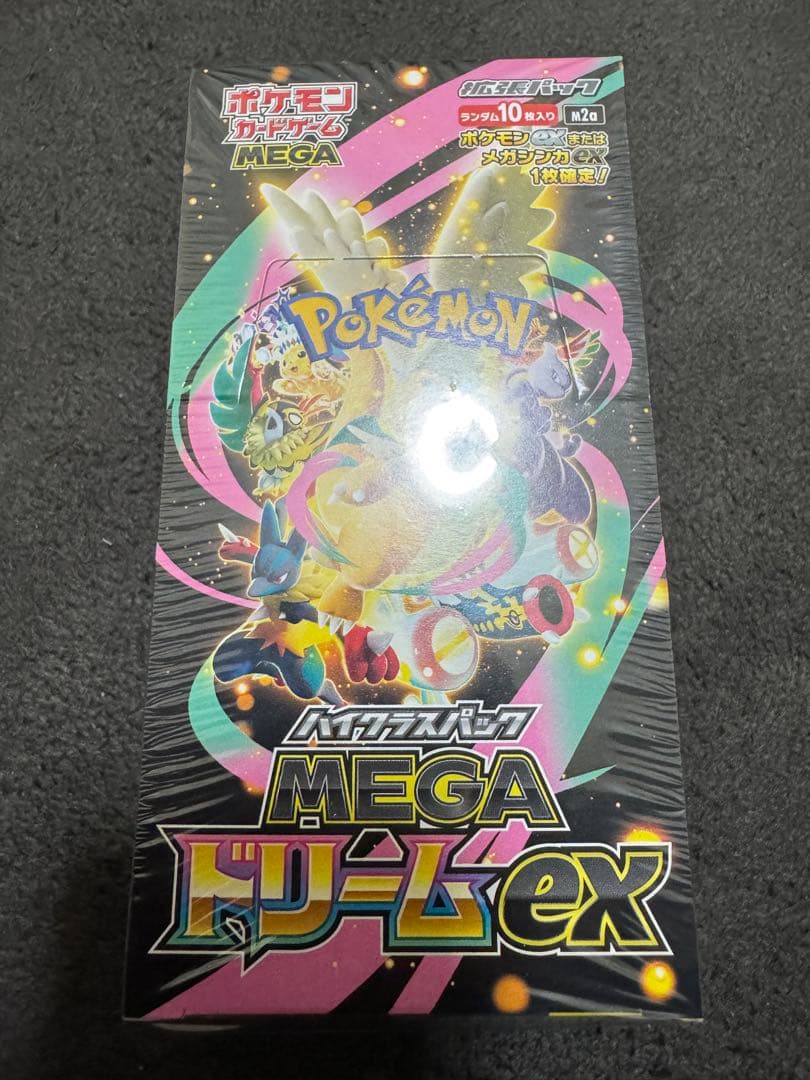 ポケモン
カードゲーム
MEGA
拡張パック
ランダム10枚入り
M2a
ポケモンexまたは
メガシンカex
1枚確定！
POKéMON
ハイクラスパック
MEGA
ドリームex